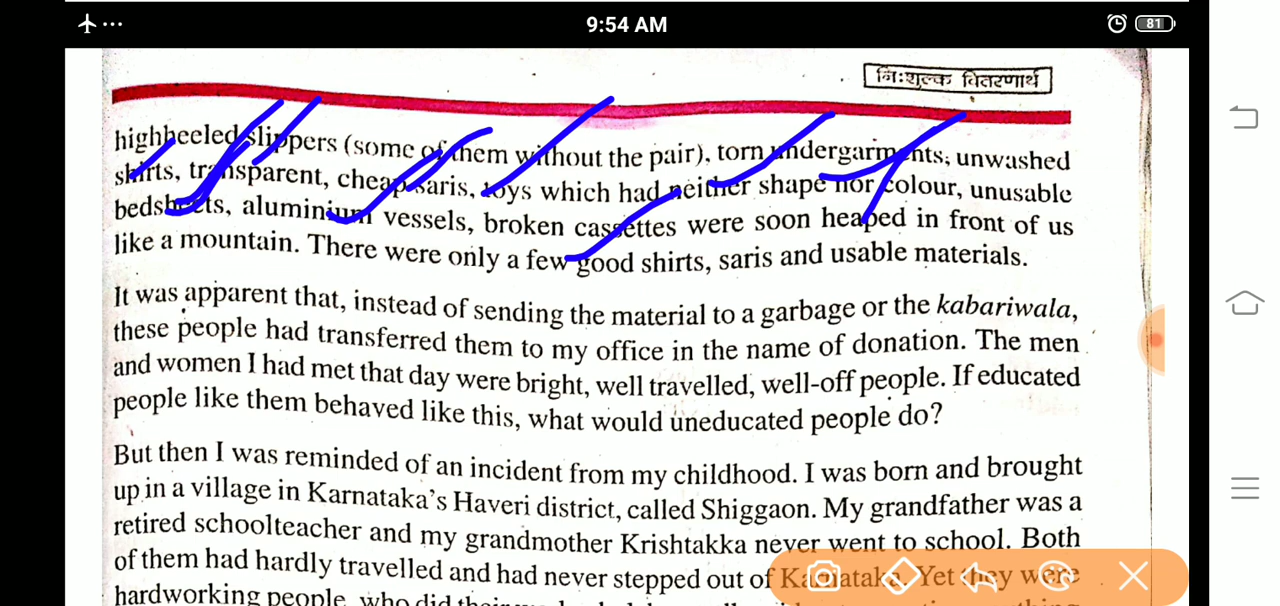 9:54 AM
81
निःशुल्क वितरणार्थ
highheeled slippers (some of them without the pair), torn undergarments, unwashed
skirts, transparent, cheap saris, toys which had neither shape nor colour, unusable
bedsheets, aluminium vessels, broken cassettes were soon heaped in front of us
like a mountain. There were only a few good shirts, saris and usable materials.
It was apparent that, instead of sending the material to a garbage or the kabariwala,
these people had transferred them to my office in the name of donation. The men
and women I had met that day were bright, well travelled, well-off people. If educated
people like them behaved like this, what would uneducated people do?
But then I was reminded of an incident from my childhood. I was born and brought
up in a village in Karnataka's Haveri district, called Shiggaon. My grandfather was a
retired schoolteacher and my grandmother Krishtakka never went to school. Both
of them had hardly travelled and had never stepped out of Karnataka. Yet they were
hardworking people, who did their